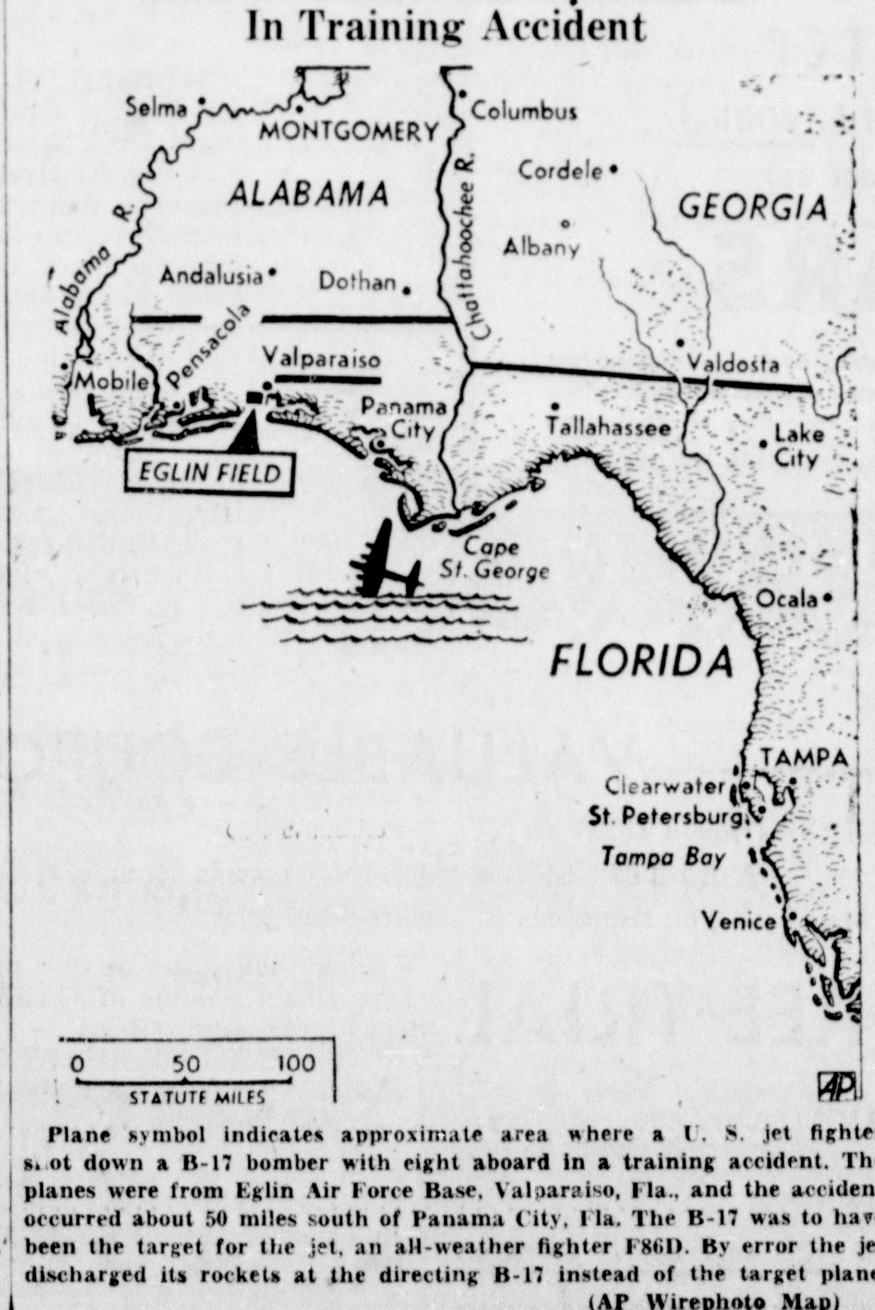 In Training Accident
Selma
MONTGOMERY
Columbus
Cordele
ALABAMA
GEORGIA
Alabama R.
Chattahoochee R.
Albany
Andalusia
Dothan
Pensacola
Valparaiso
Valdosta
Mobile
Panama
City
Tallahassee
Lake
City
EGLIN FIELD
Cape
St. George
Ocala
FLORIDA
TAMPA
Clearwater
St. Petersburg
Tampa Bay
Venice
0 50 100
STATUTE MILES
AP
Plane symbol indicates approximate area where a U. S. jet fighte
shot down a B-17 bomber with eight aboard in a training accident. Th
planes were from Eglin Air Force Base, Valparaiso, Fla., and the acciden
occurred about 50 miles south of Panama City, Fla. The B-17 was to hav
been the target for the jet, an all-weather fighter F86D. By error the je
discharged its rockets at the directing B-17 instead of the target plane
(AP Wirephoto Map)